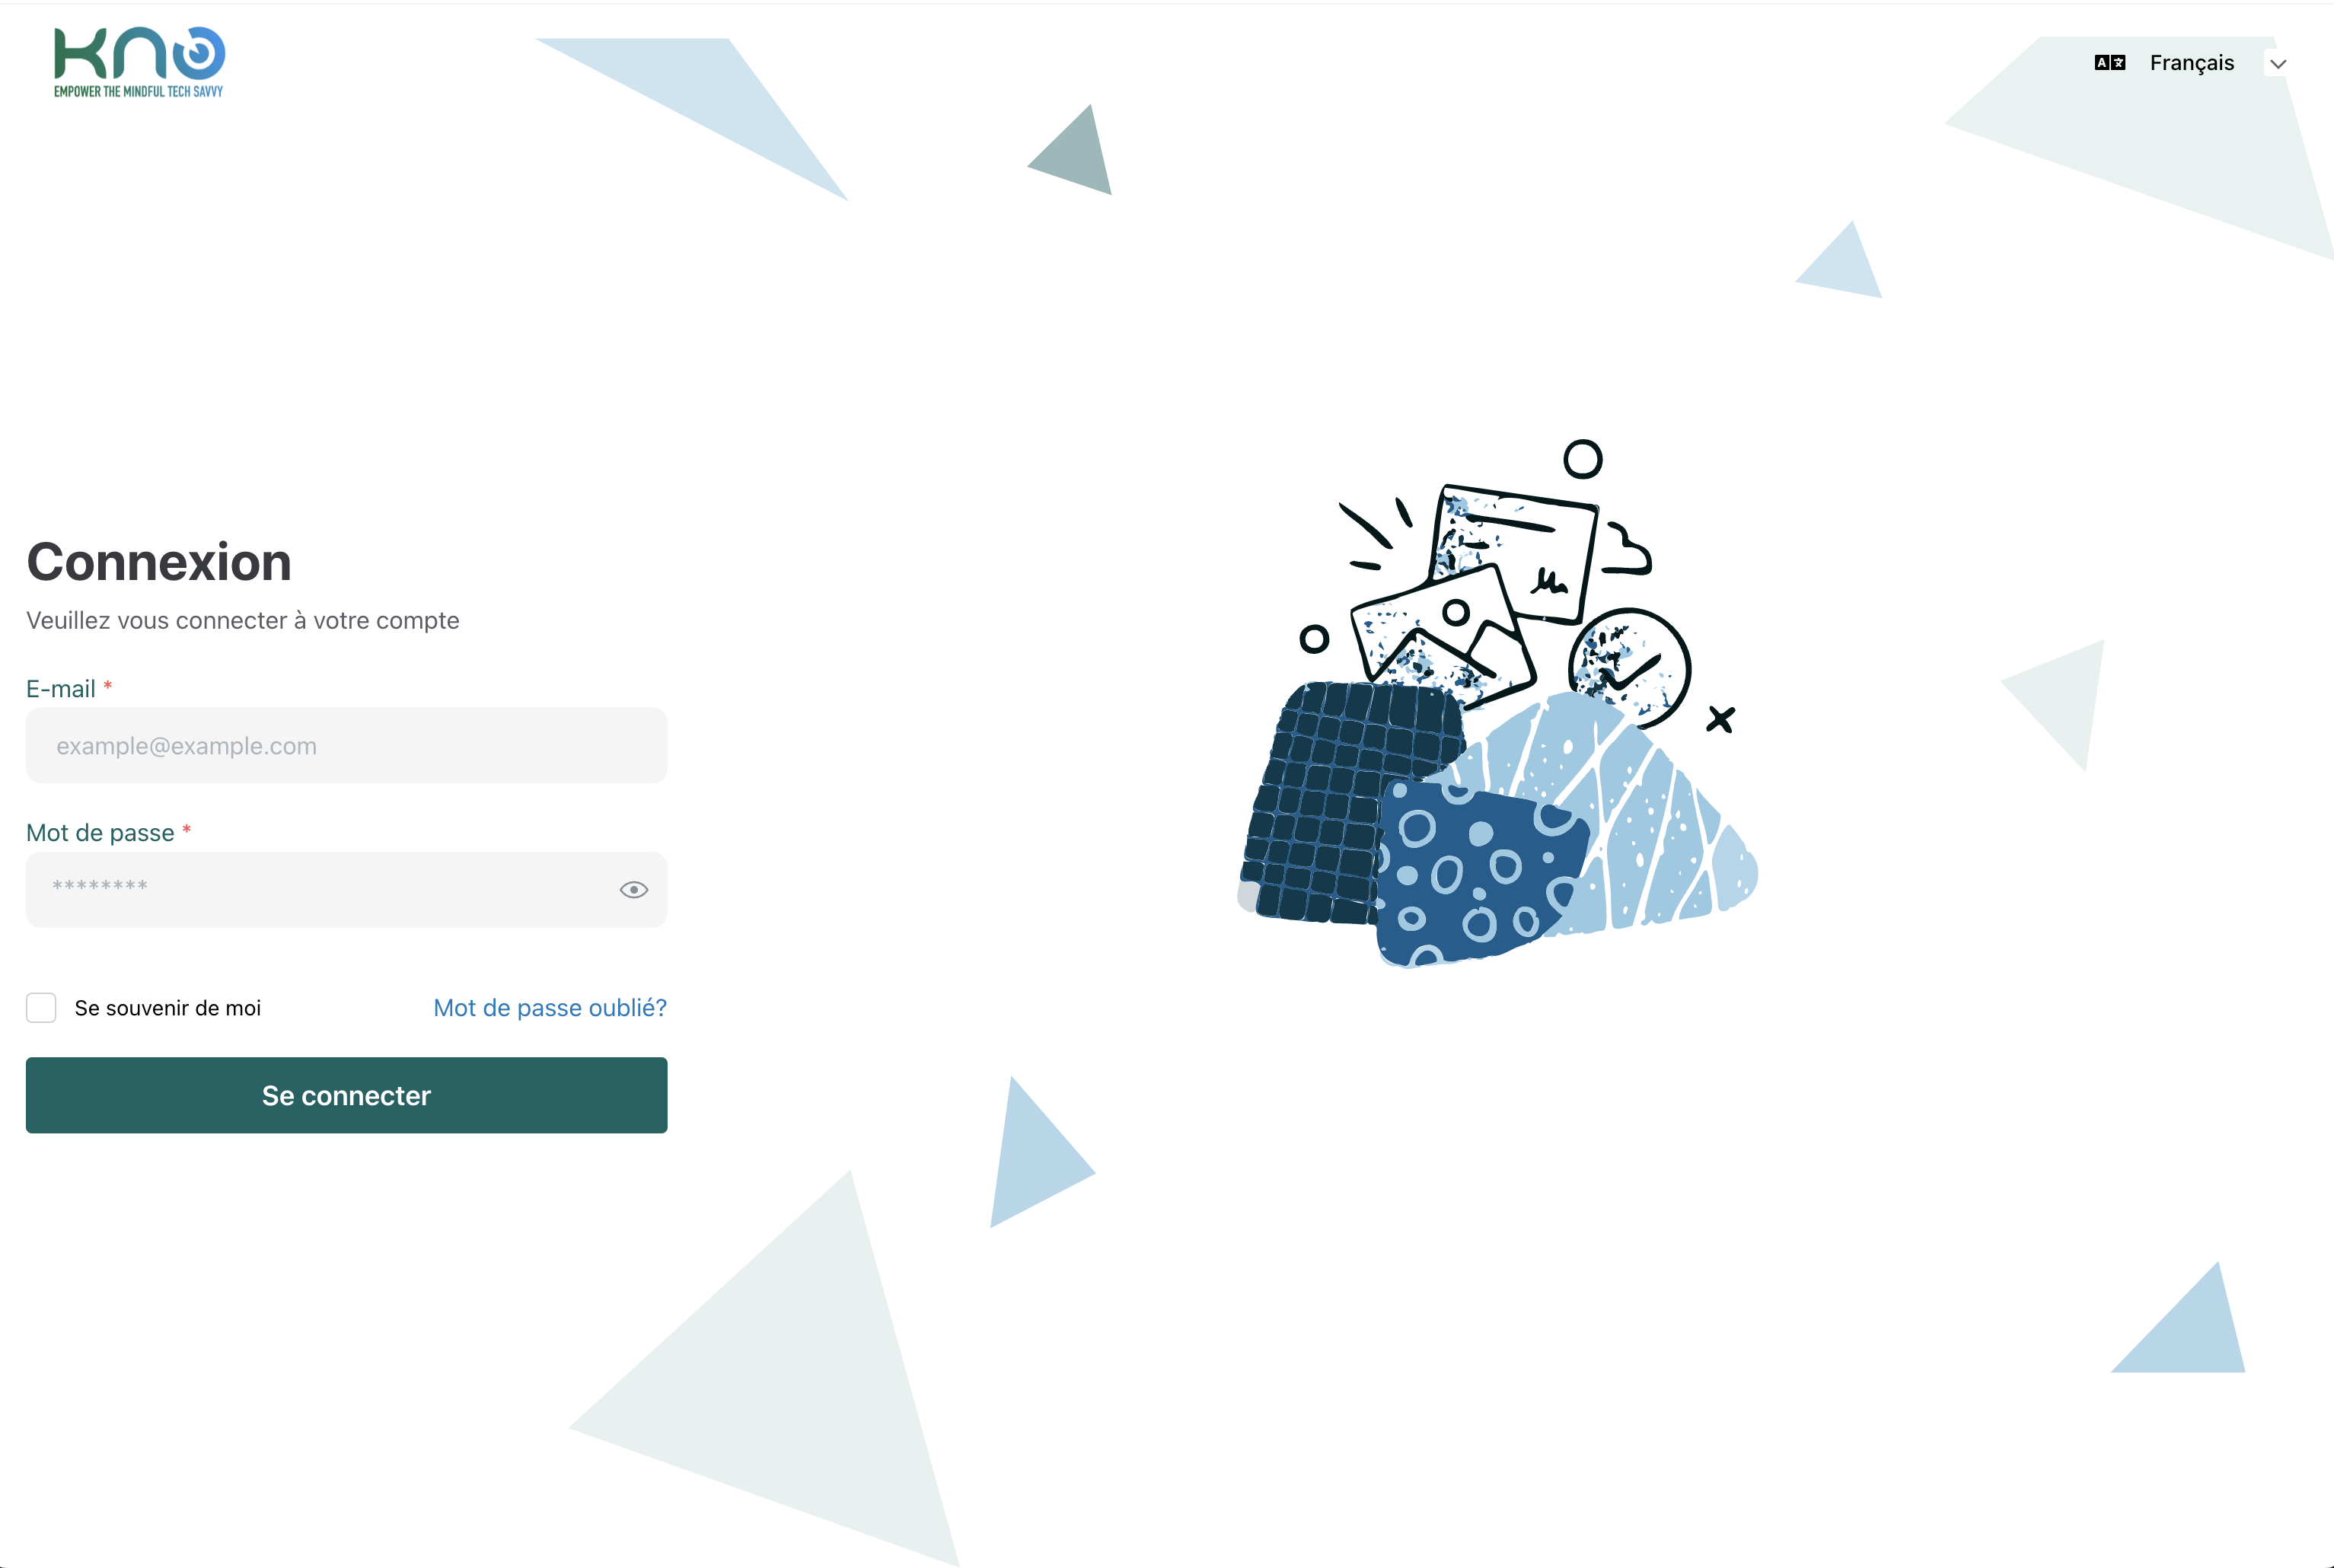 kno
EMPOWER THE MINDFUL TECH SAVVY
Français
Connexion
Veuillez vous connecter à votre compte
E-mail *
example@example.com
Mot de passe *
********
Se souvenir de moi
Mot de passe oublié?
Se connecter